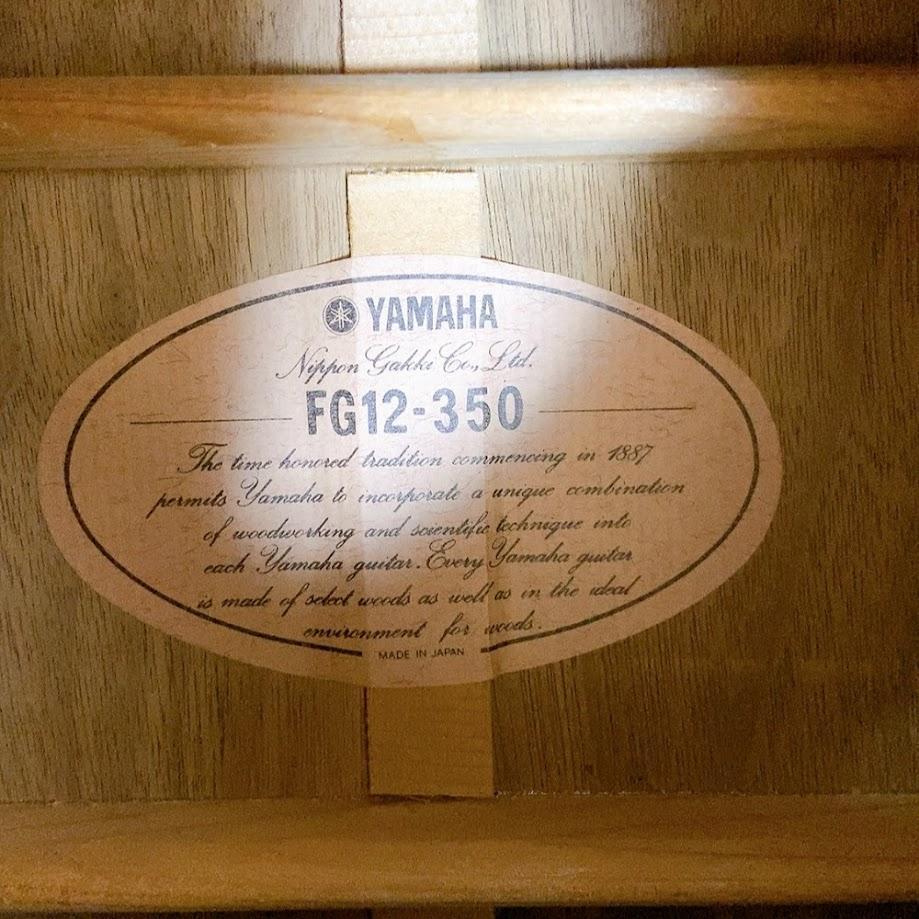 YAMAHA
Nippon Gakki Co., Ltd.
FG12-350
The time honored tradition commencing in 1887
permits Yamaha to incorporate a unique combination
of woodworking and scientific technique into
each Yamaha guitar. Every Yamaha guitar
is made of select woods as well as in the ideal
environment for woods.
MADE IN JAPAN